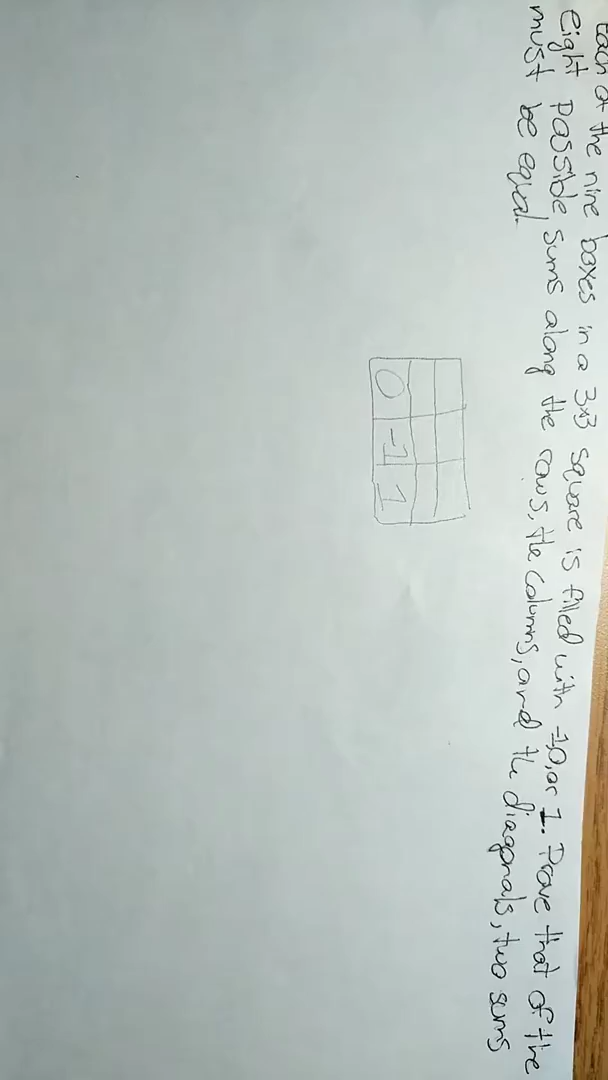 Each of the nine boxes in a 3x3 square is filled with -1,0, or 1. Prove that of the
eight possible sums along the rows, the columns, and the diagonals, two sums
must be equal.
0 -1 1